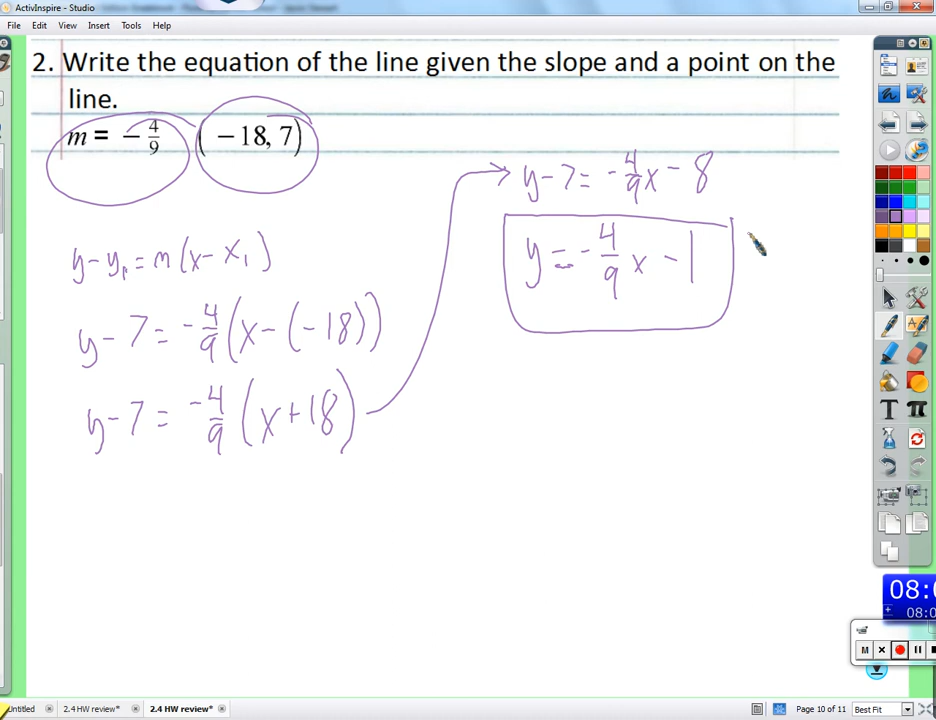 ActivInspire - Studio
File Edit View Insert Tools Help
2. Write the equation of the line given the slope and a point on the
line.
m = − 4/9 ( −18, 7)
y-y₁=m(x-x₁)
y-7=-4/9(x-(-18))
y-7=-4/9(x+18)
y-7=-4/9x-8
y=-4/9x-1
T π
08:0
08:0
M
Untitled 2.4 HW review* 2.4 HW review* Page 10 of 11 Best Fit